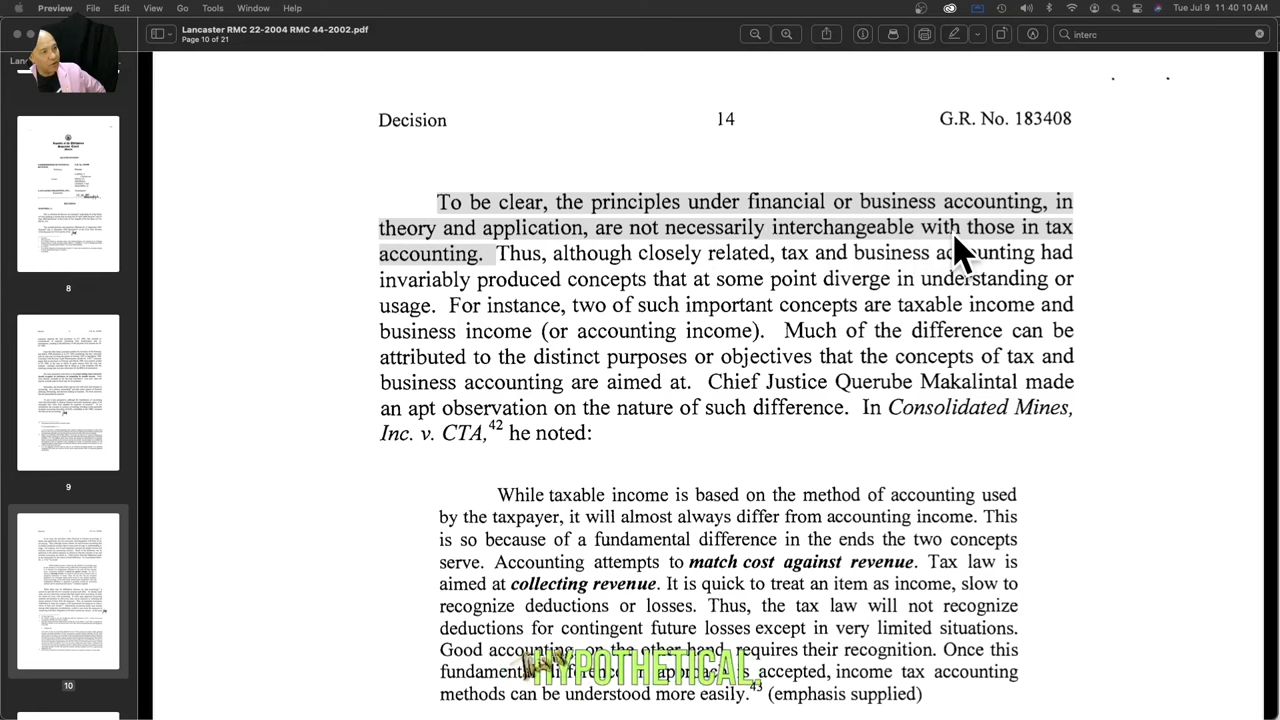 Preview File Edit View Go Tools Window Help
Tue Jul 9 11:40:10 AM
Lancaster RMC 22-2004 RMC 44-2002.pdf
Page 10 of 21
interc
8
9
10
Decision 14 G.R. No. 183408
To be clear, the principles under financial or business accounting, in
theory and application, are not necessarily interchangeable with those in tax
accounting. Thus, although closely related, tax and business accounting had
invariably produced concepts that at some point diverge in understanding or
usage. For instance, two of such important concepts are taxable income and
business income (or accounting income). Much of the difference can be
attributed to the distinct purposes or objectives that the concepts of tax and
business accounting are aimed at. Chief Justice Querube Makalintal made
an apt observation on the nature of such difference. In Consolidated Mines,
Inc. v. CTA,42 he noted:
While taxable income is based on the method of accounting used
by the taxpayer, it will almost always differ from accounting income. This
is so because of a fundamental difference in the ends the two concepts
serve. Accounting attempts to match cost against revenue. Tax law is
aimed at collecting revenue. It is quick to treat an item as income, slow to
recognize deductions or losses. Thus, the tax law will not recognize
deductions for contingent future losses except in very limited situations.
Good accounting, on the other hand, requires their recognition. Once this
fundamental difference in approach is accepted, income tax accounting
methods can be understood more easily.43 (emphasis supplied)
HYPOTHETICAL.